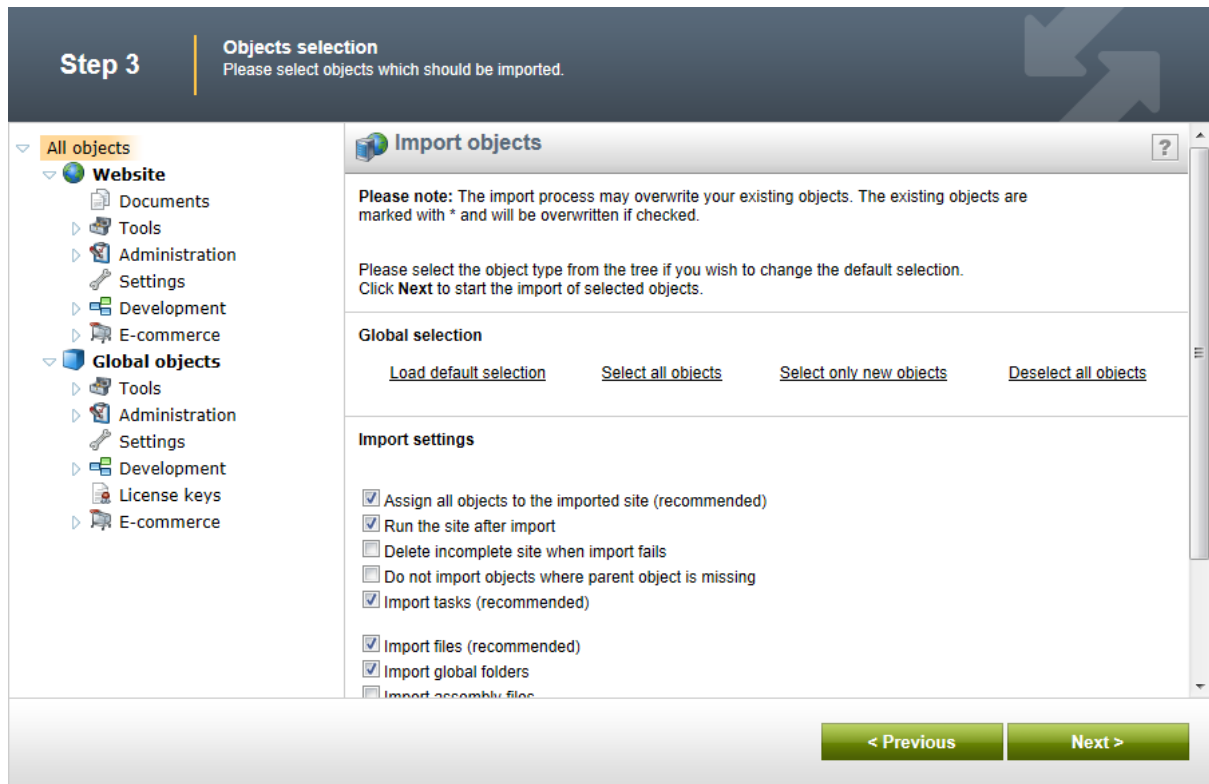 Step 3
Objects selection
Please select objects which should be imported.
All objects
Website
Documents
Tools
Administration
Settings
Development
E-commerce
Global objects
Tools
Administration
Settings
Development
License keys
E-commerce
Import objects
?
Please note: The import process may overwrite your existing objects. The existing objects are
marked with * and will be overwritten if checked.
Please select the object type from the tree if you wish to change the default selection.
Click Next to start the import of selected objects.
Global selection
Load default selection Select all objects Select only new objects Deselect all objects
Import settings
Assign all objects to the imported site (recommended)
Run the site after import
Delete incomplete site when import fails
Do not import objects where parent object is missing
Import tasks (recommended)
Import files (recommended)
Import global folders
Import assembly files
< Previous Next >